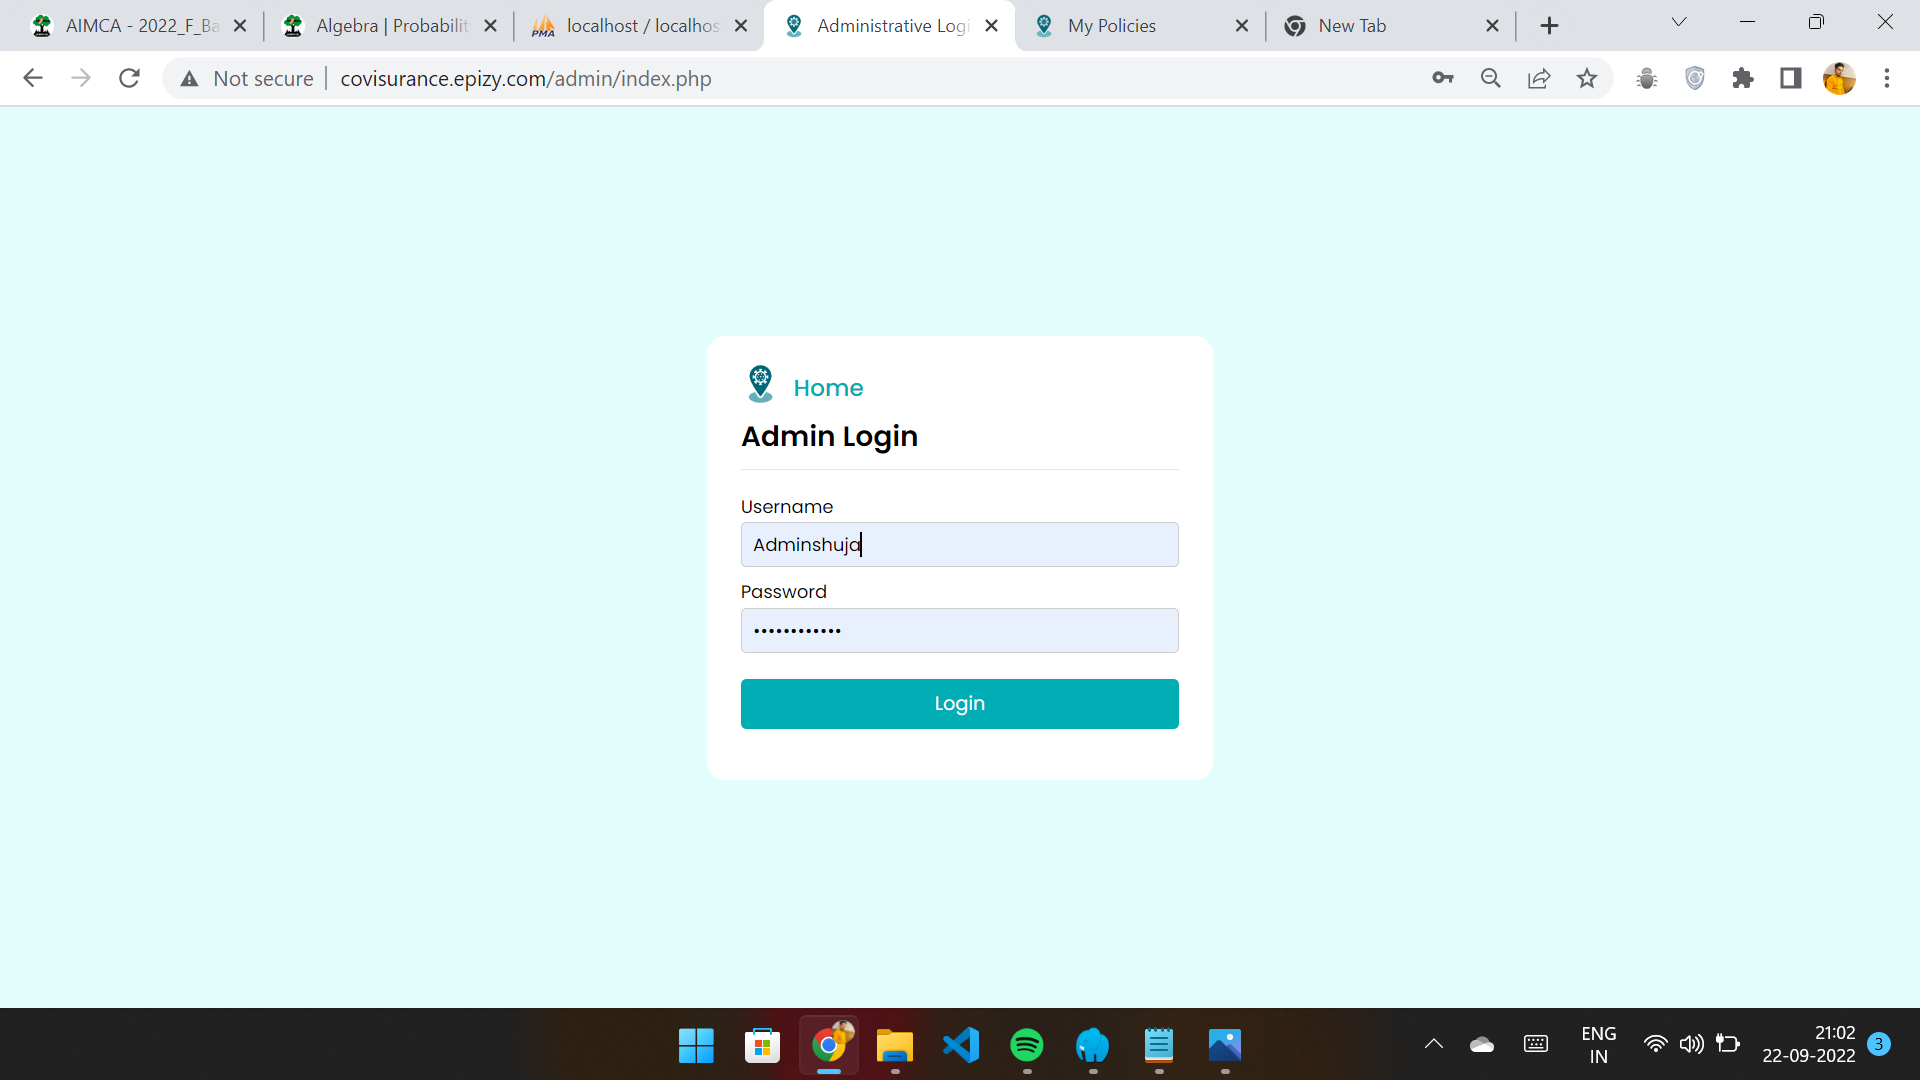 AIMCA - 2022_F_Ba
Algebra | Probabilit
PMA
localhost / localhos
Administrative Logi
My Policies
New Tab
Not secure
covisurance.epizy.com/admin/index.php
Home
Admin Login
Username
Adminshuja
Password
Login
ENG
IN
21:02
22-09-2022
3